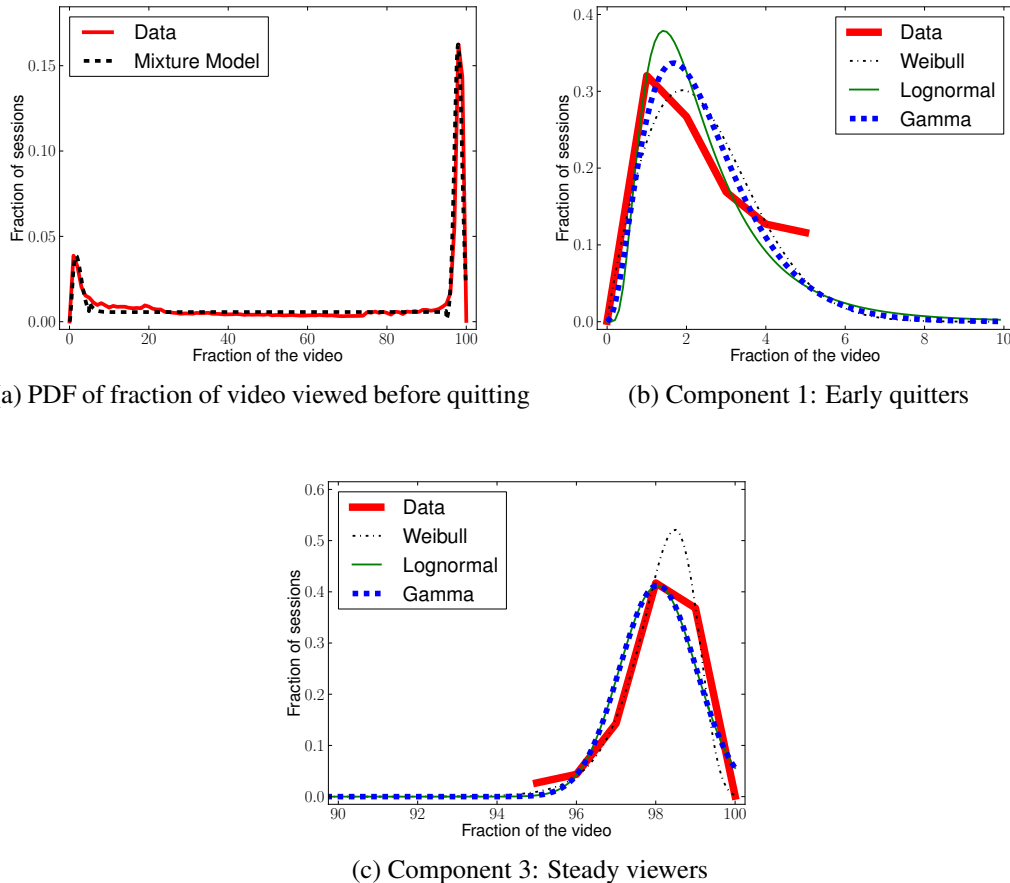 Data
Mixture Model
Fraction of sessions
0.15
0.10
0.05
0.00
0 20 40 60 80 100
Fraction of the video
a) PDF of fraction of video viewed before quitting
Data
Weibull
Lognormal
Gamma
Fraction of sessions
0.4
0.3
0.2
0.1
0.0
0 2 4 6 8 10
Fraction of the video
(b) Component 1: Early quitters
Data
Weibull
Lognormal
Gamma
Fraction of sessions
0.6
0.5
0.4
0.3
0.2
0.1
0.0
90 92 94 96 98 100
Fraction of the video
(c) Component 3: Steady viewers